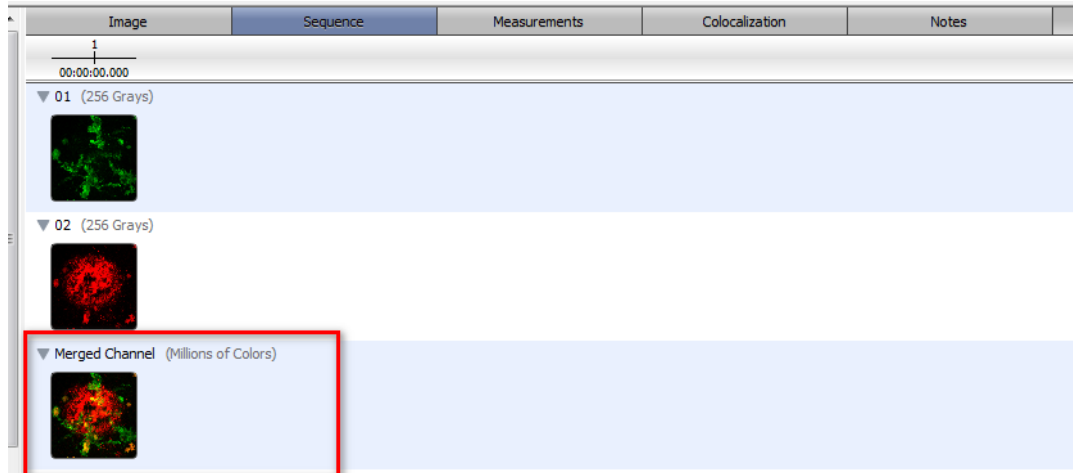 Image Sequence Measurements Colocalization Notes
1
00:00:00.000
01 (256 Grays)
02 (256 Grays)
Merged Channel (Millions of Colors)